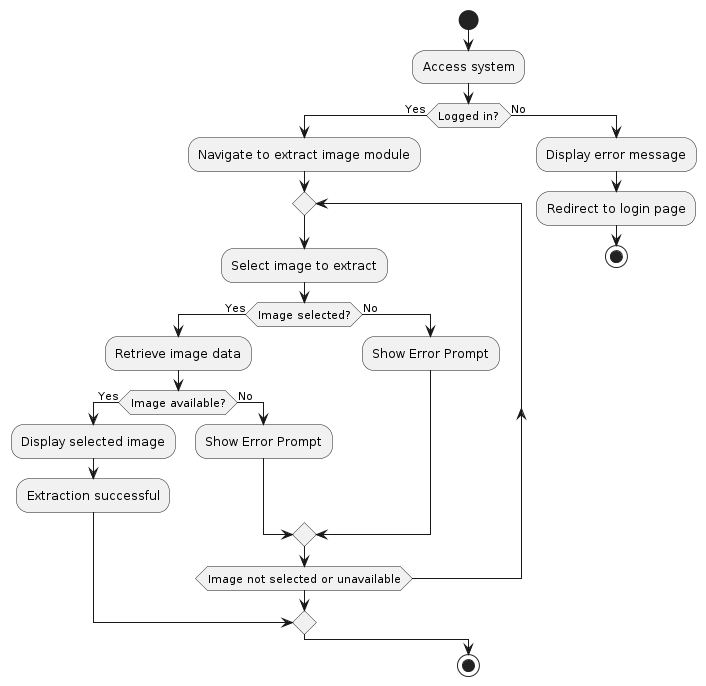 Access system
Yes
Logged in?
No
Navigate to extract image module
Display error message
Redirect to login page
Select image to extract
Yes
Image selected?
No
Retrieve image data
Show Error Prompt
Yes
Image available?
No
Display selected image
Show Error Prompt
Extraction successful
Image not selected or unavailable